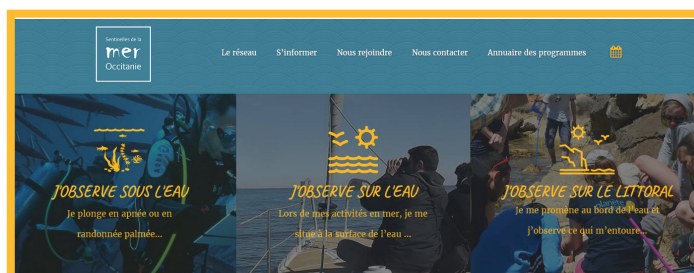 Sentinelles de la
mer
Occitanie
Le réseau S'informer Nous rejoindre Nous contacter Annuaire des programmes
J'OBSERVE SOUS L'EAU
Je plonge en apnée ou en
randonnée palmée...
J'OBSERVE SUR L'EAU
Lors de mes activités en mer, je me
situe à la surface de l'eau ...
J'OBSERVE SUR LE LITTORAL
Je me promène au bord de l'eau et
j'observe ce qui m'entoure...